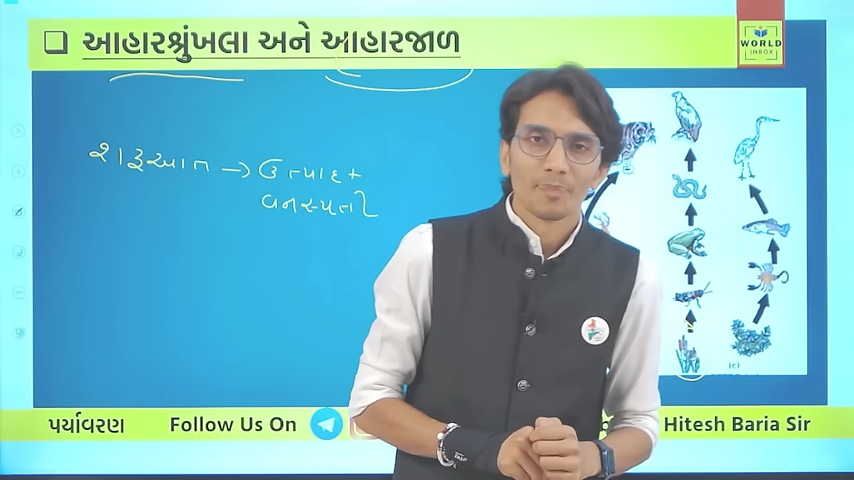 ❑ આહારશ્રુંખલા અને આહારજાળ
WORLD
INBOX
શરૂઆત → ઉત્પાદક
વનસ્પતી
(c)
પર્યાવરણ
Follow Us On
Hitesh Baria Sir